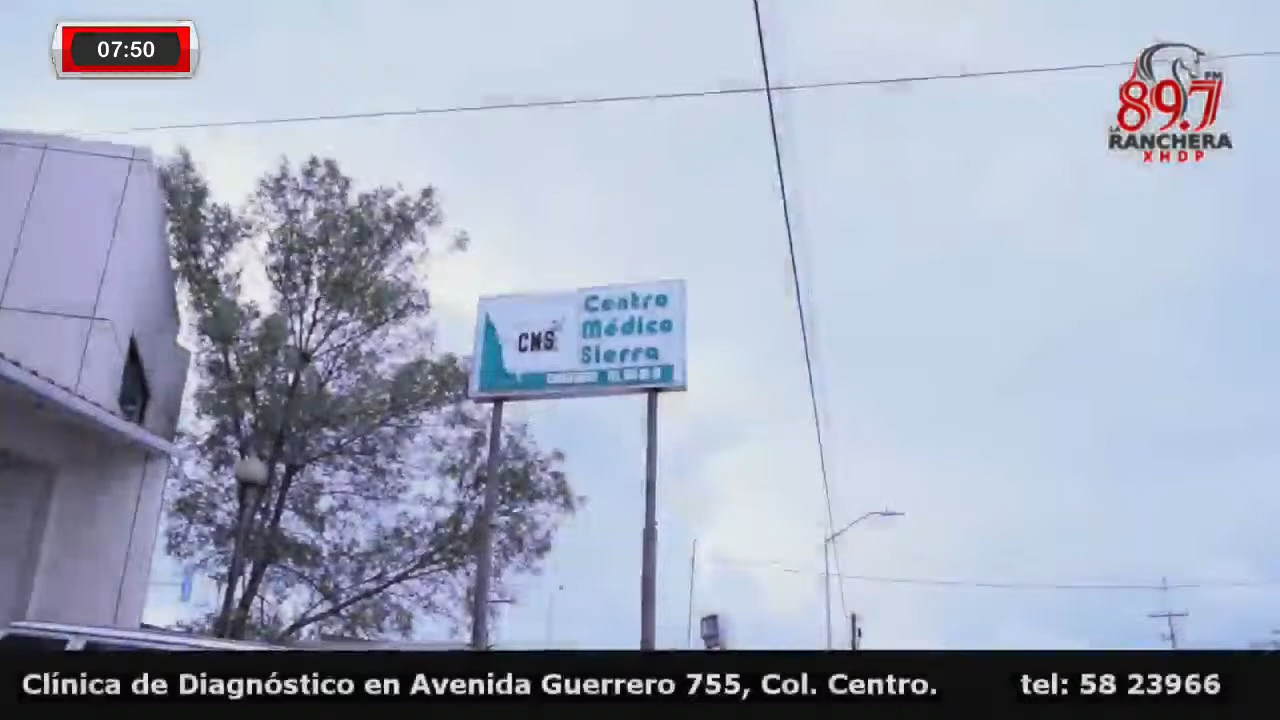 07:50
FM
89.7
LA
RANCHERA
XHDP
Centro
CMS
Médico
Sierra
Clínica de Diagnóstico en Avenida Guerrero 755, Col. Centro. tel: 58 23966